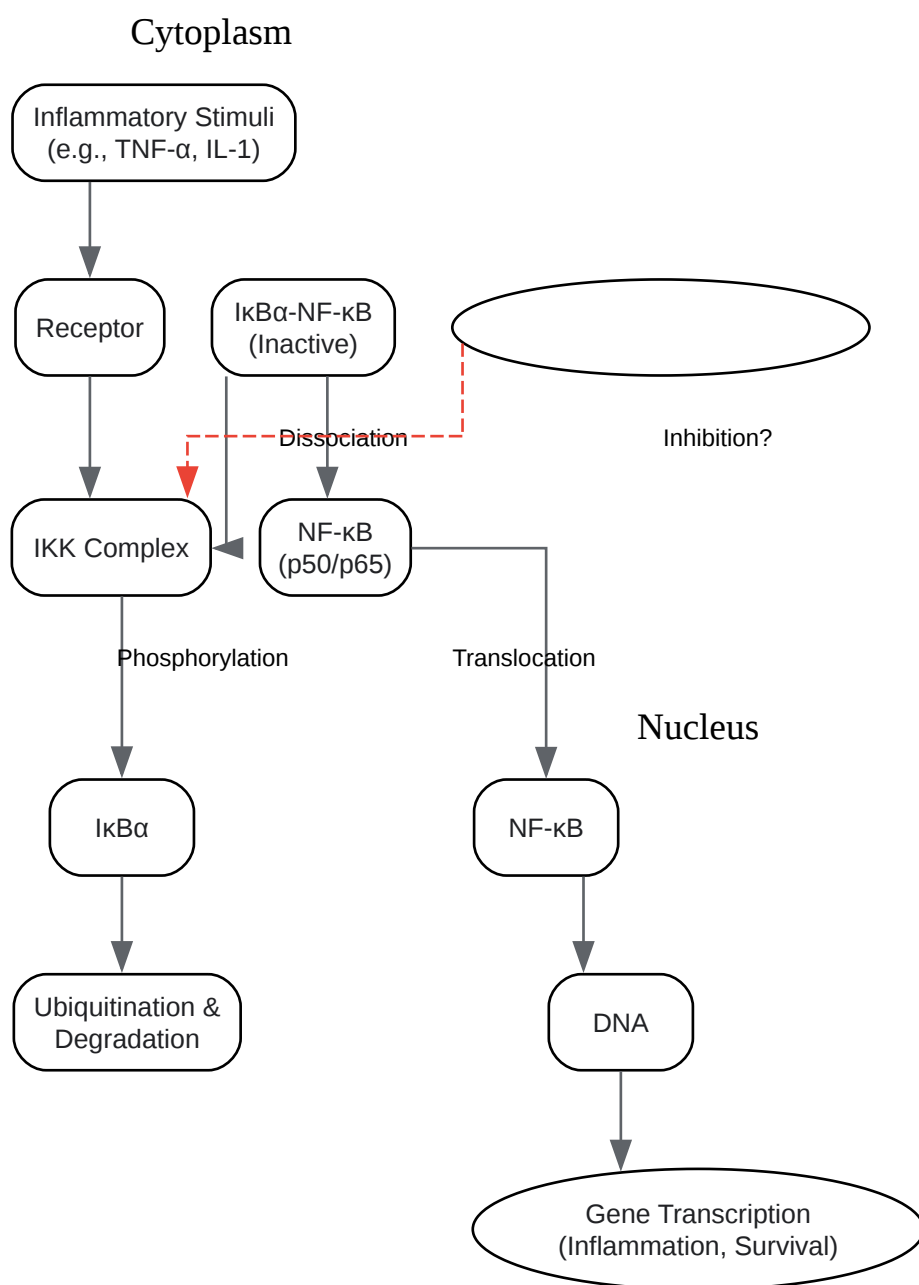 Cytoplasm
Inflammatory Stimuli
(e.g., TNF-α, IL-1)
Receptor
IκBα-NF-κB
(Inactive)
Dissociation
Inhibition?
IKK Complex
NF-κB
(p50/p65)
Phosphorylation
Translocation
Nucleus
IκBα
NF-κB
Ubiquitination &
Degradation
DNA
Gene Transcription
(Inflammation, Survival)